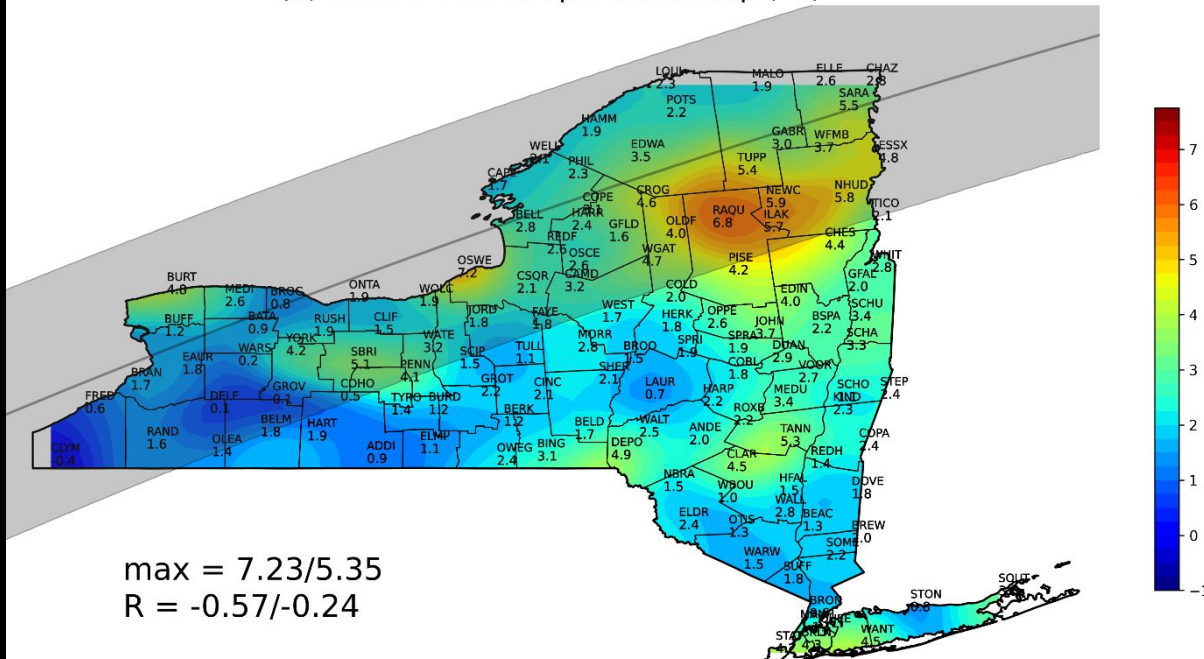 LOUI
2.3
MALO
1.9
ELLE
2.6
CHAZ
2.8
POTS
2.2
SARA
5.5
HAMM
1.9
GABR
3.0
WFMB
3.7
ESSX
4.8
EDWA
3.5
PHIL
2.3
TUPP
5.4
CROG
4.6
NEWC
5.9
NHUD
5.8
TICO
2.1
RAQU
6.8
ILAK
5.7
BELL
2.8
HARR
2.4
GFLD
1.6
OLDF
4.0
CHES
4.4
REDF
2.6
OSCE
2.6
WGAT
4.7
PISE
4.2
WHIT
2.8
OSWE
7.2
CSQR
2.1
CAMD
3.2
GFAL
2.0
BURT
4.8
MEDI
2.6
BROC
0.8
ONTA
1.9
WOLC
1.9
COLD
2.0
EDIN
4.0
SCHU
3.4
BUFF
1.2
BATA
0.9
RUSH
1.9
CLIF
1.5
JORD
1.8
FAYE
1.8
WEST
1.7
HERK
1.8
OPPE
2.6
JOHN
3.7
BSPA
2.2
SCHA
3.3
YORK
4.2
WATE
3.2
MORR
2.8
BROO
1.5
SPRI
1.9
SPRA
1.9
DUAN
2.9
EAUR
1.8
WARS
0.2
SBRI
5.1
PENN
4.1
SCIP
1.5
TULL
1.1
SHER
2.1
COBL
1.8
VOOR
2.7
BRAN
1.7
GROV
0.1
COHO
0.5
GROT
2.2
CINC
2.1
LAUR
0.7
HARP
2.2
MEDU
3.4
SCHO
KIND
2.3
STEP
2.4
FRED
0.6
DELE
0.1
TYRO
1.4
BURD
1.2
BERK
1.2
ROXB
2.2
RAND
1.6
OLEA
1.4
BELM
1.8
HART
1.9
BELD
1.7
WALT
2.5
ANDE
2.0
TANN
5.3
COPA
2.4
CLYM
ADDI
0.9
ELMI
1.1
OWEG
2.4
BING
3.1
DEPO
4.9
CLAR
4.5
REDH
1.4
NBRA
1.5
WBOU
HFAL
1.5
DOVE
1.8
ELDR
2.4
OTIS
1.3
WALL
2.8
BEAC
1.3
BREW
SOME
2.2
WARW
1.5
SUFF
1.8
max = 7.23/5.35
R = -0.57/-0.24
BRON
STON
0.8
SOUT
WANT
4.5
7
6
5
4
3
2
1
0